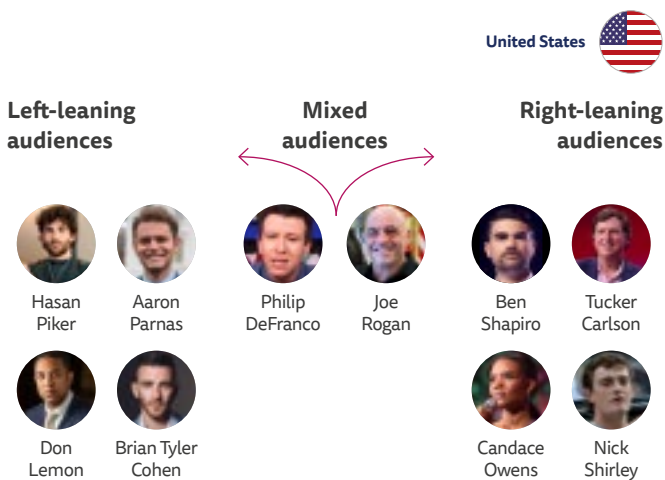 United States
Left-leaning
audiences
Mixed
audiences
Right-leaning
audiences
Hasan
Piker
Aaron
Parnas
Philip
DeFranco
Joe
Rogan
Ben
Shapiro
Tucker
Carlson
Don
Lemon
Brian Tyler
Cohen
Candace
Owens
Nick
Shirley